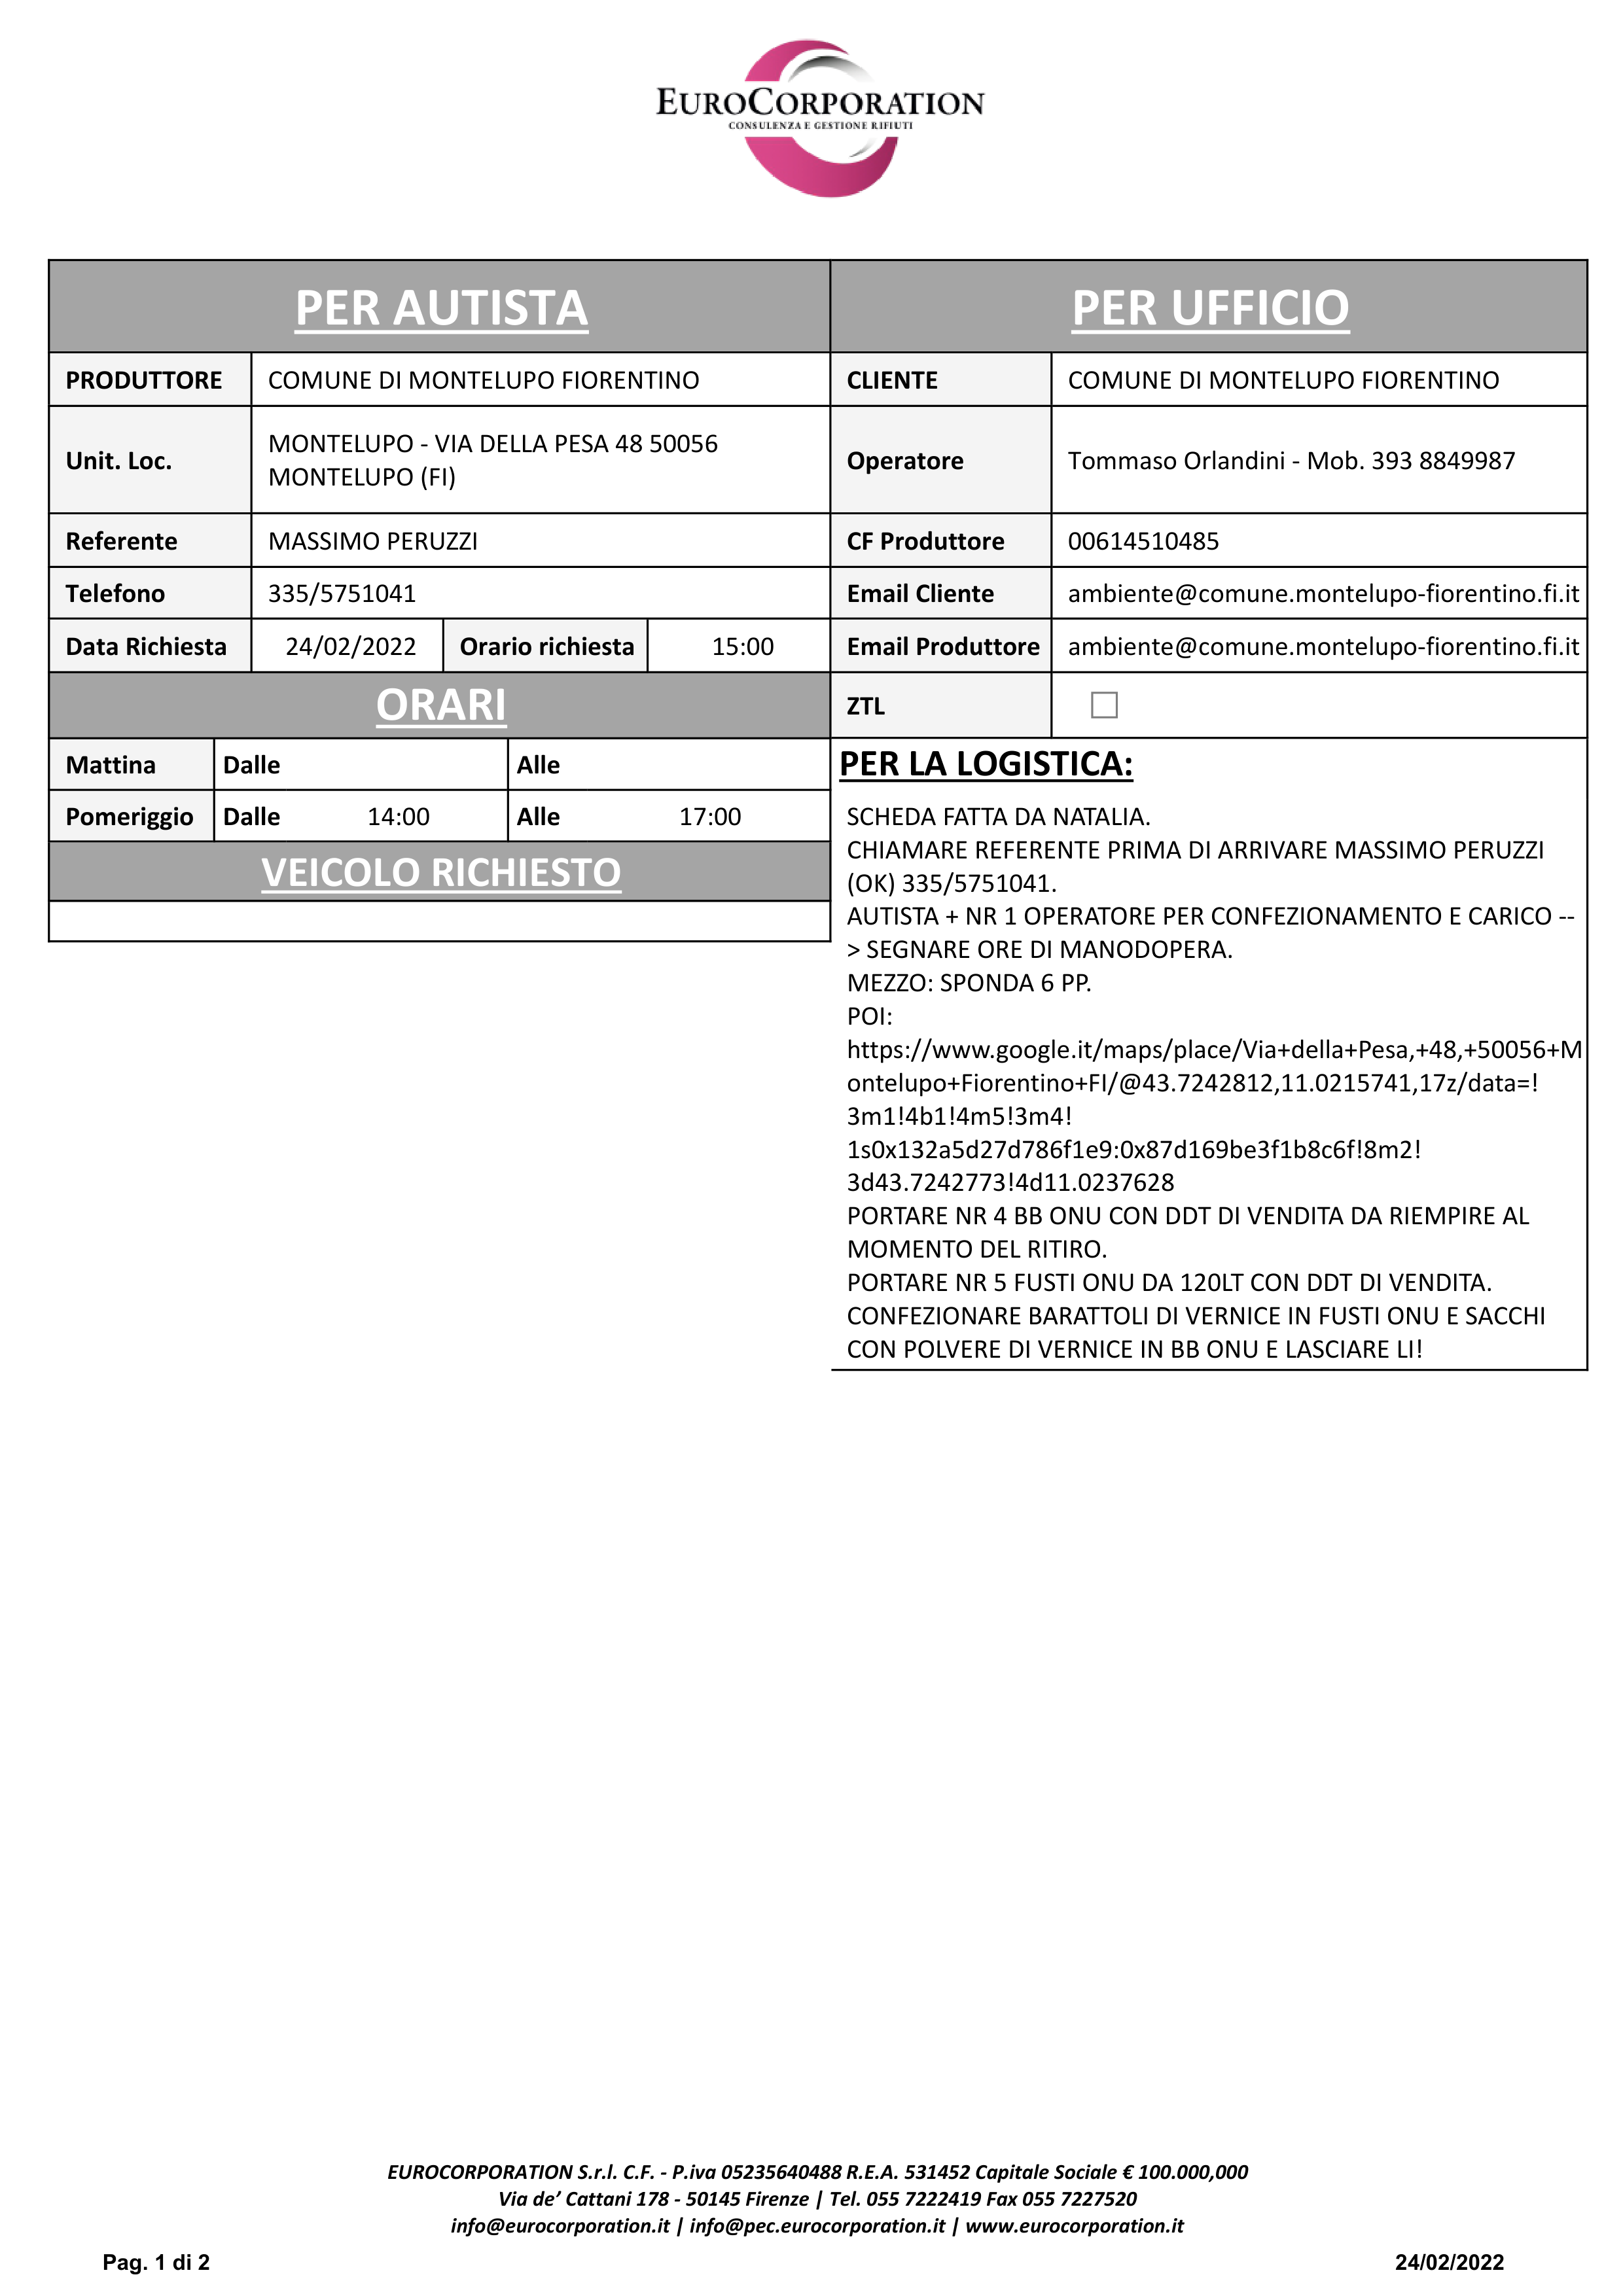 EUROCORPORATION
CONSULENZA E GESTIONE RIFIUTI
PER AUTISTA
PRODUTTORE COMUNE DI MONTELUPO FIORENTINO
Unit. Loc. MONTELUPO - VIA DELLA PESA 48 50056
MONTELUPO (FI)
Referente MASSIMO PERUZZI
Telefono 335/5751041
Data Richiesta 24/02/2022 Orario richiesta 15:00
ORARI
Mattina Dalle Alle
Pomeriggio Dalle 14:00 Alle 17:00
VEICOLO RICHIESTO
PER UFFICIO
CLIENTE COMUNE DI MONTELUPO FIORENTINO
Operatore Tommaso Orlandini - Mob. 393 8849987
CF Produttore 00614510485
Email Cliente ambiente@comune.montelupo-fiorentino.fi.it
Email Produttore ambiente@comune.montelupo-fiorentino.fi.it
ZTL
PER LA LOGISTICA:
SCHEDA FATTA DA NATALIA.
CHIAMARE REFERENTE PRIMA DI ARRIVARE MASSIMO PERUZZI
(OK) 335/5751041.
AUTISTA + NR 1 OPERATORE PER CONFEZIONAMENTO E CARICO --
> SEGNARE ORE DI MANODOPERA.
MEZZO: SPONDA 6 PP.
POI:
https://www.google.it/maps/place/Via+della+Pesa,+48,+50056+M
ontelupo+Fiorentino+FI/@43.7242812,11.0215741,17z/data=!
3m1!4b1!4m5!3m4!
1s0x132a5d27d786f1e9:0x87d169be3f1b8c6f!8m2!
3d43.7242773!4d11.0237628
PORTARE NR 4 BB ONU CON DDT DI VENDITA DA RIEMPIRE AL
MOMENTO DEL RITIRO.
PORTARE NR 5 FUSTI ONU DA 120LT CON DDT DI VENDITA.
CONFEZIONARE BARATTOLI DI VERNICE IN FUSTI ONU E SACCHI
CON POLVERE DI VERNICE IN BB ONU E LASCIARE LI!
EUROCORPORATION S.r.l. C.F. - P.iva 05235640488 R.E.A. 531452 Capitale Sociale € 100.000,000
Via de’ Cattani 178 - 50145 Firenze | Tel. 055 7222419 Fax 055 7227520
info@eurocorporation.it | info@pec.eurocorporation.it | www.eurocorporation.it
Pag. 1 di 2 24/02/2022